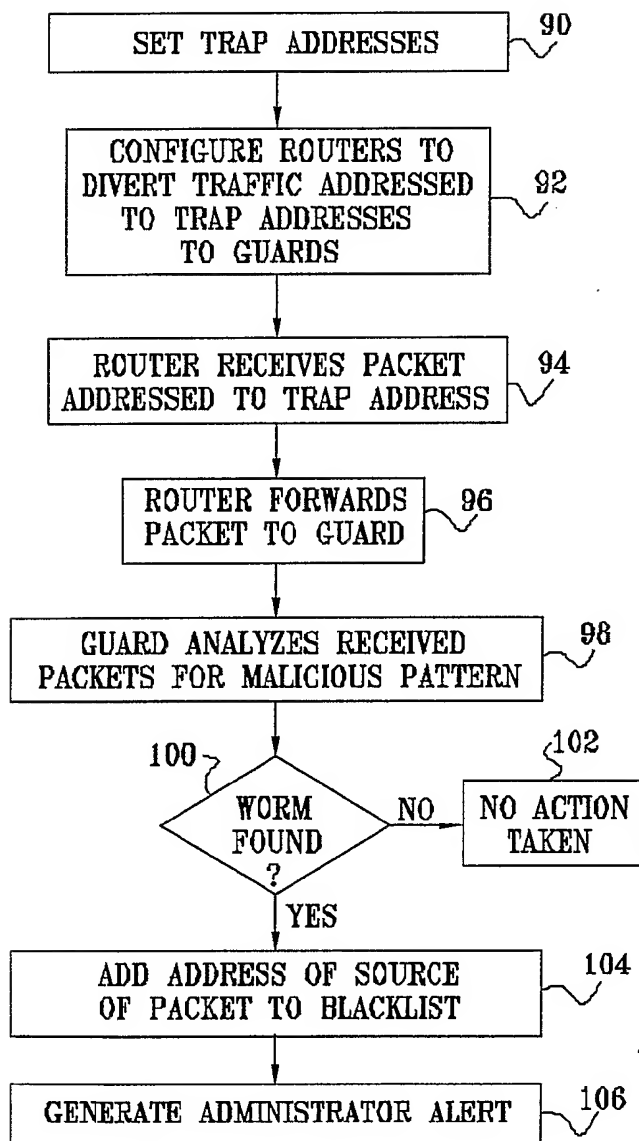 SET TRAP ADDRESSES
90
CONFIGURE ROUTERS TO
DIVERT TRAFFIC ADDRESSED
TO TRAP ADDRESSES
TO GUARDS
92
ROUTER RECEIVES PACKET
ADDRESSED TO TRAP ADDRESS
94
ROUTER FORWARDS
PACKET TO GUARD
96
GUARD ANALYZES RECEIVED
PACKETS FOR MALICIOUS PATTERN
98
100
WORM
FOUND
?
NO
102
NO ACTION
TAKEN
YES
ADD ADDRESS OF SOURCE
OF PACKET TO BLACKLIST
104
GENERATE ADMINISTRATOR ALERT
106